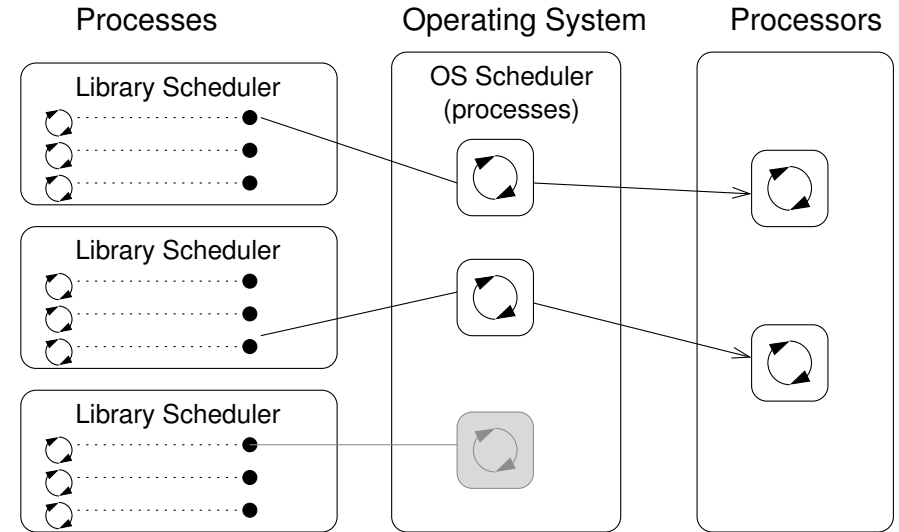 Processes
Operating System
Processors
Library Scheduler
OS Scheduler
(processes)
Library Scheduler
Library Scheduler